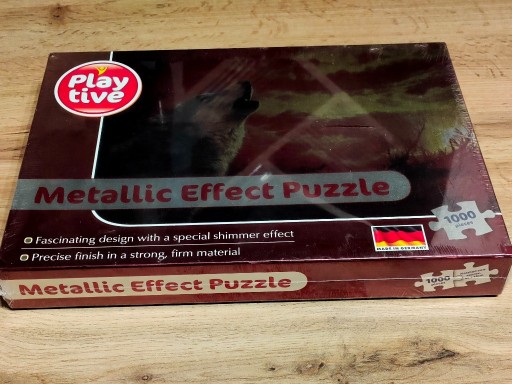 Play
tive
Metallic Effect Puzzle
1000
pieces
Fascinating design with a special shimmer effect
Precise finish in a strong, firm material
MADE IN GERMANY
Metallic Effect Puzzle
1000